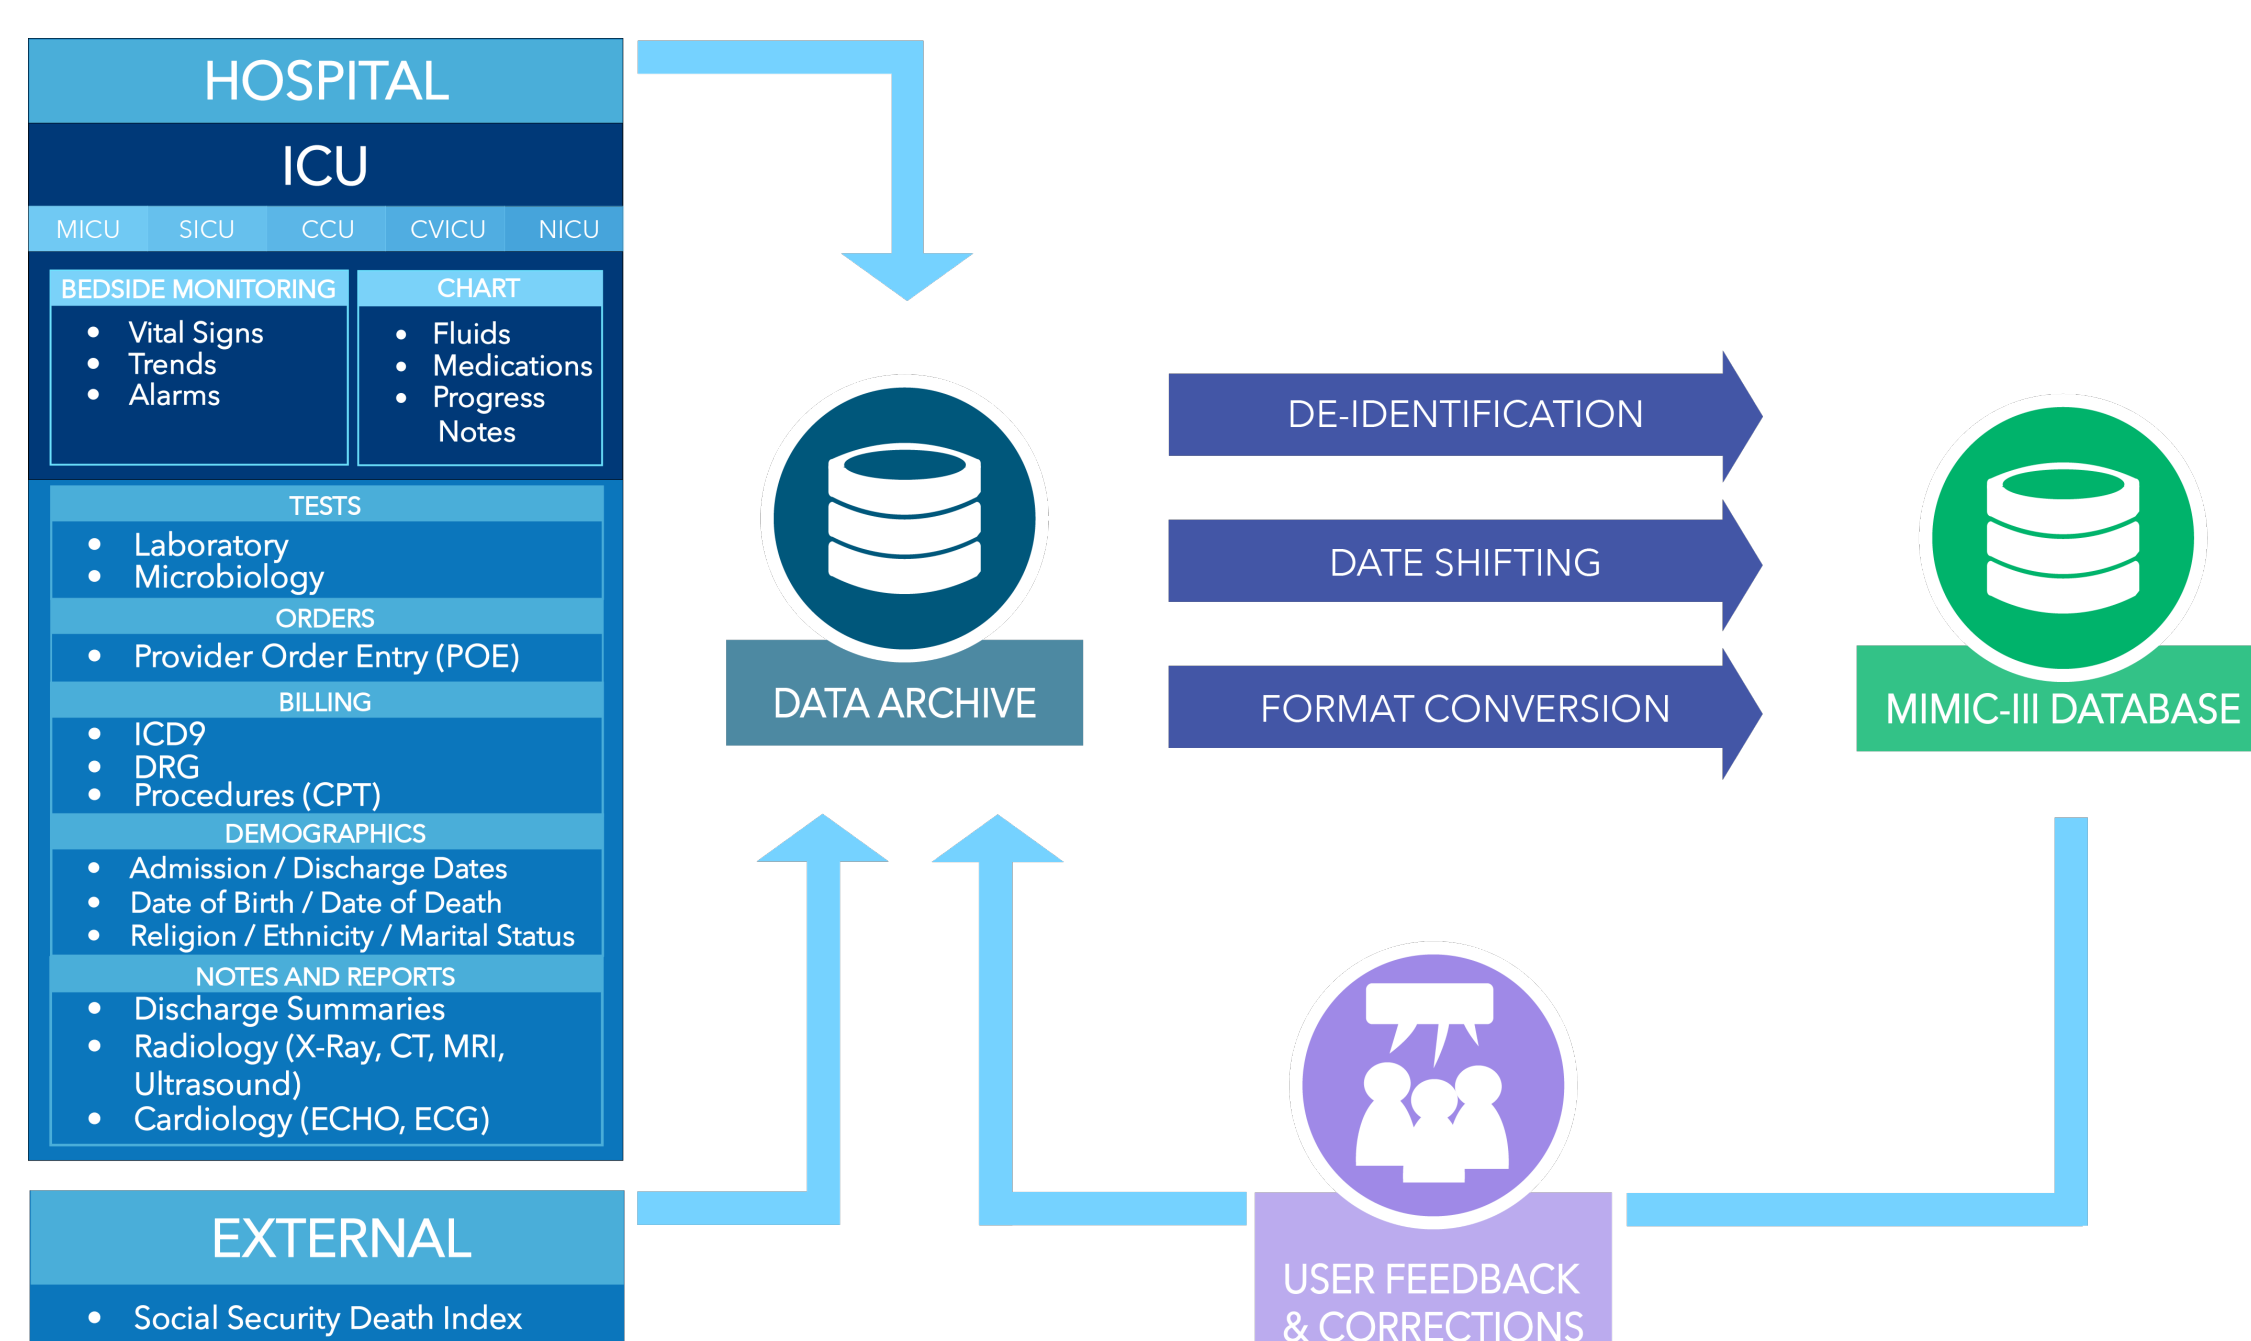 HOSPITAL
ICU
MICU SICU CCU CVICU NICU
BEDSIDE MONITORING
• Vital Signs
• Trends
• Alarms
CHART
• Fluids
• Medications
• Progress
Notes
TESTS
• Laboratory
• Microbiology
ORDERS
• Provider Order Entry (POE)
BILLING
• ICD9
• DRG
• Procedures (CPT)
DEMOGRAPHICS
• Admission / Discharge Dates
• Date of Birth / Date of Death
• Religion / Ethnicity / Marital Status
NOTES AND REPORTS
• Discharge Summaries
• Radiology (X-Ray, CT, MRI,
Ultrasound)
• Cardiology (ECHO, ECG)
EXTERNAL
• Social Security Death Index
DATA ARCHIVE
DE-IDENTIFICATION
DATE SHIFTING
FORMAT CONVERSION
MIMIC-III DATABASE
USER FEEDBACK
& CORRECTIONS